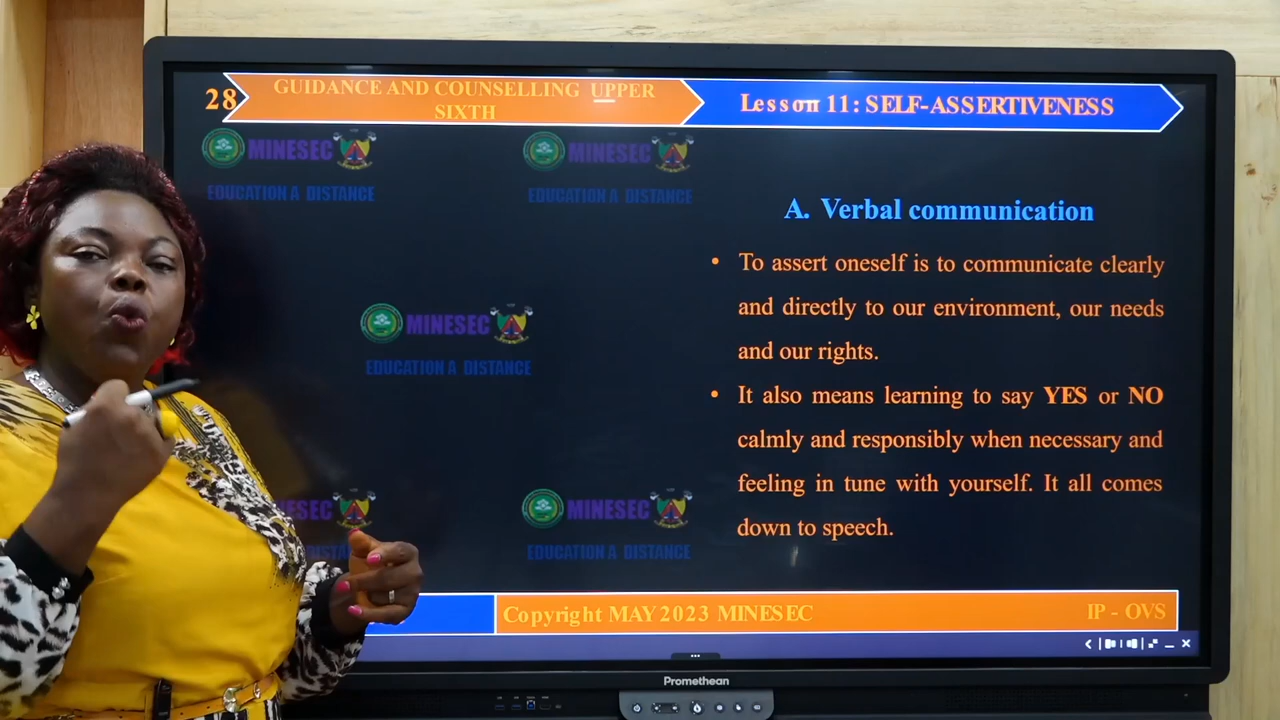 28
GUIDANCE AND COUNSELLING UPPER
SIXTH
Lesson 11: SELF-ASSERTIVENESS
MINESEC
EDUCATION A DISTANCE
MINESEC
EDUCATION A DISTANCE
A. Verbal communication
• To assert oneself is to communicate clearly
and directly to our environment, our needs
and our rights.
• It also means learning to say YES or NO
calmly and responsibly when necessary and
feeling in tune with yourself. It all comes
down to speech.
MINESEC
EDUCATION A DISTANCE
MINESEC
EDUCATION A DISTANCE
Copyright MAY 2023 MINESEC
IP - OVS
Promethean